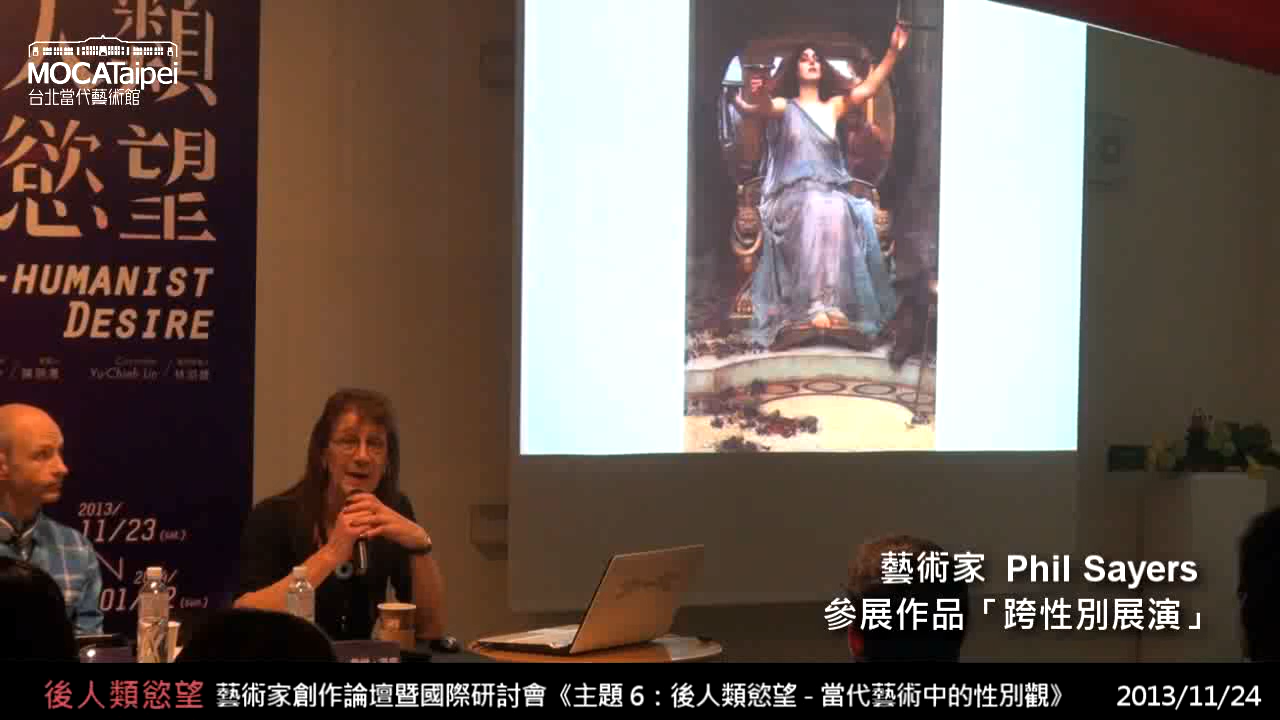 MOCATaipei
台北當代藝術館
人類
慾望
-HUMANIST
DESIRE
Yu-Chieh Lin
2013/
11/23 (sat.)
藝術家 Phil Sayers
參展作品「跨性別展演」
後人類慾望 藝術家創作論壇暨國際研討會《主題6：後人類慾望-當代藝術中的性別觀》 2013/11/24